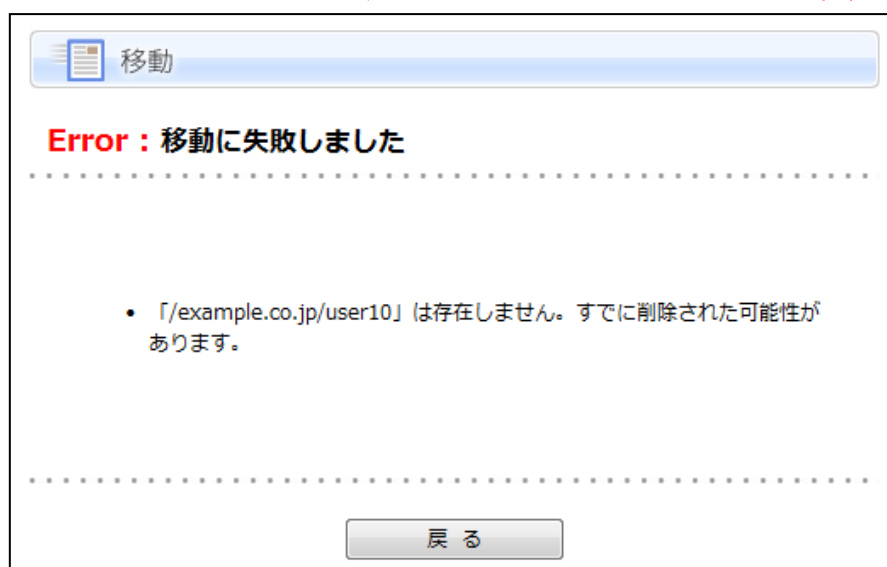 移動
Error：移動に失敗しました
• 「/example.co.jp/user10」は存在しません。すでに削除された可能性が
あります。
戻 る